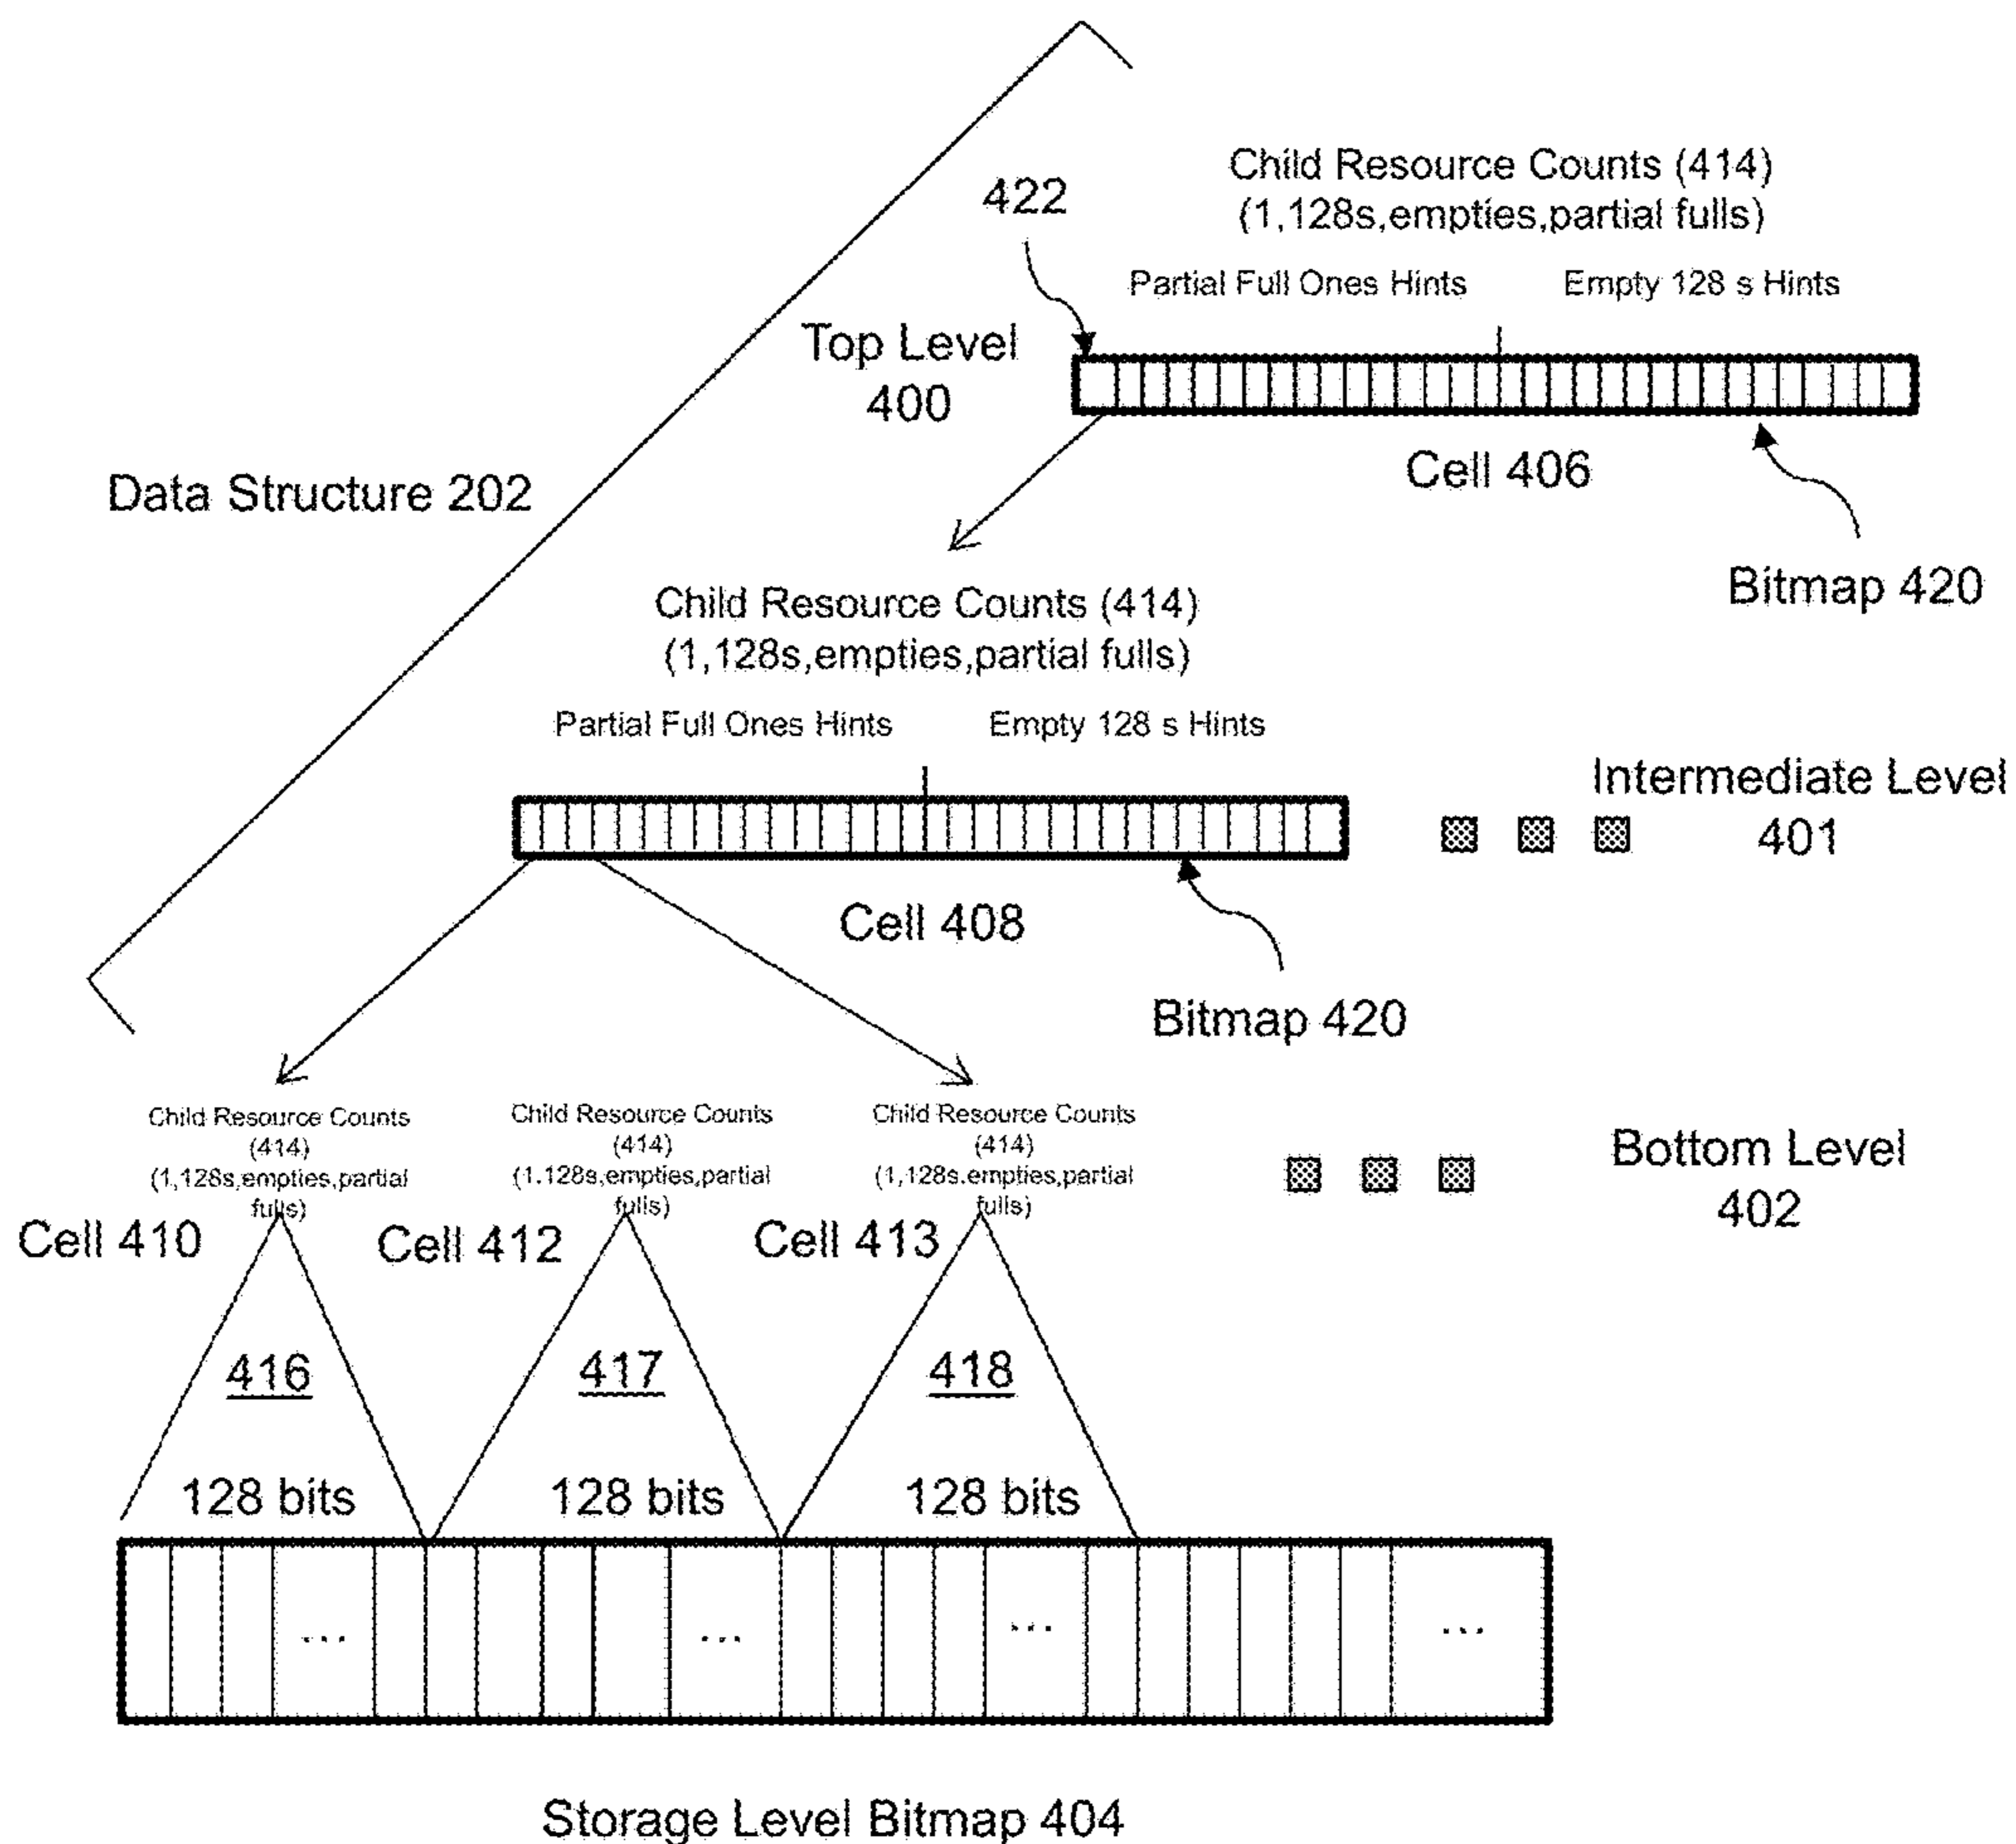 Child Resource Counts (414)
(1,128s,empties,partial fulls)
422
Partial Full Ones Hints Empty 128 s Hints
Top Level
400
Cell 406
Data Structure 202
Bitmap 420
Child Resource Counts (414)
(1,128s,empties,partial fulls)
Partial Full Ones Hints Empty 128 s Hints
Intermediate Level
401
Cell 408
Bitmap 420
Child Resource Counts
(414)
(1,128s,empties,partial
fulls)
Cell 410
Child Resource Counts
(414)
(1.128s,empties,partial
fulls)
Cell 412
Child Resource Counts
(414)
(1,128s.empties,partial
fulls)
Cell 413
Bottom Level
402
416
417
418
128 bits
128 bits
128 bits
...
...
...
...
Storage Level Bitmap 404